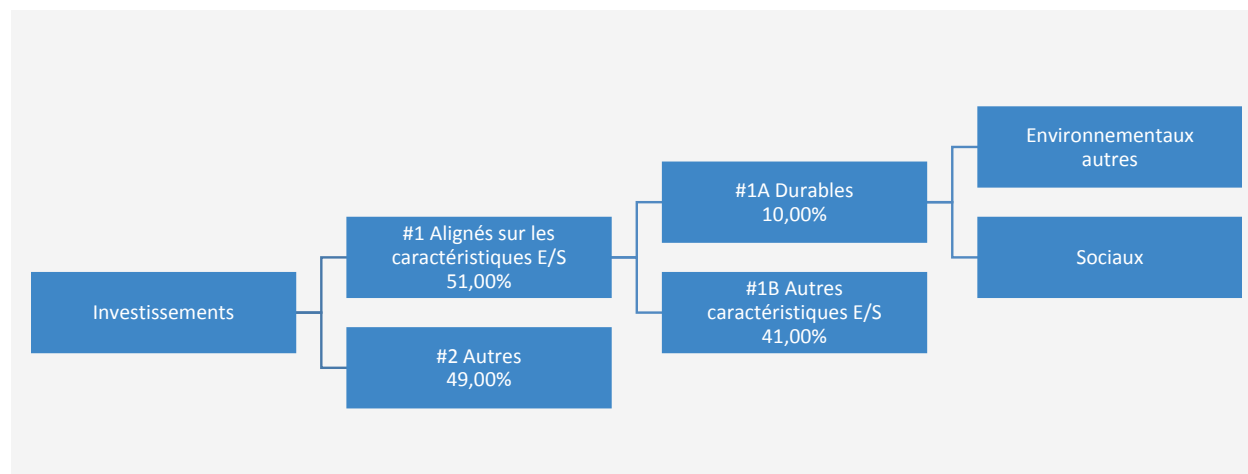 Investissements
#1 Alignés sur les
caractéristiques E/S
51,00%
#2 Autres
49,00%
#1A Durables
10,00%
#1B Autres
caractéristiques E/S
41,00%
Environnementaux
autres
Sociaux